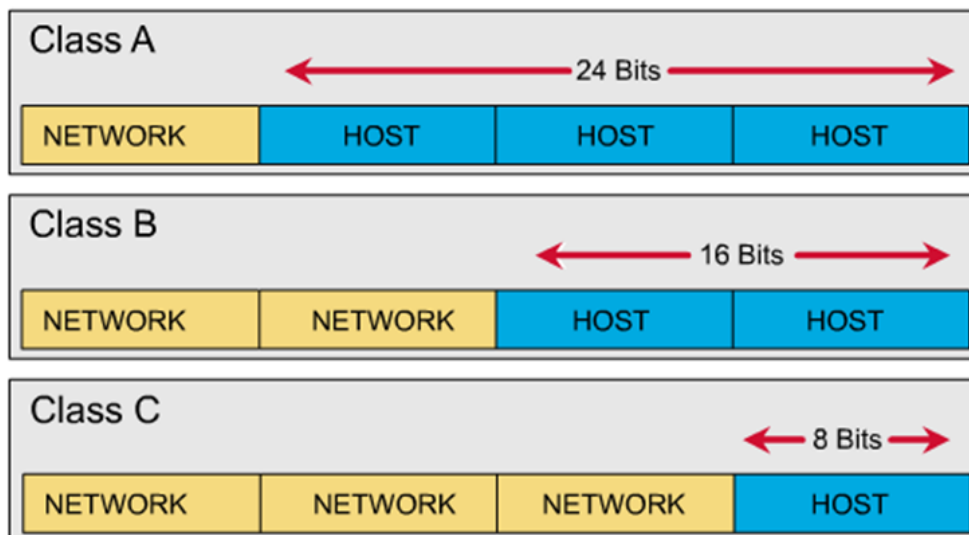 Class A
24 Bits
NETWORK HOST HOST HOST
Class B
16 Bits
NETWORK NETWORK HOST HOST
Class C
8 Bits
NETWORK NETWORK NETWORK HOST